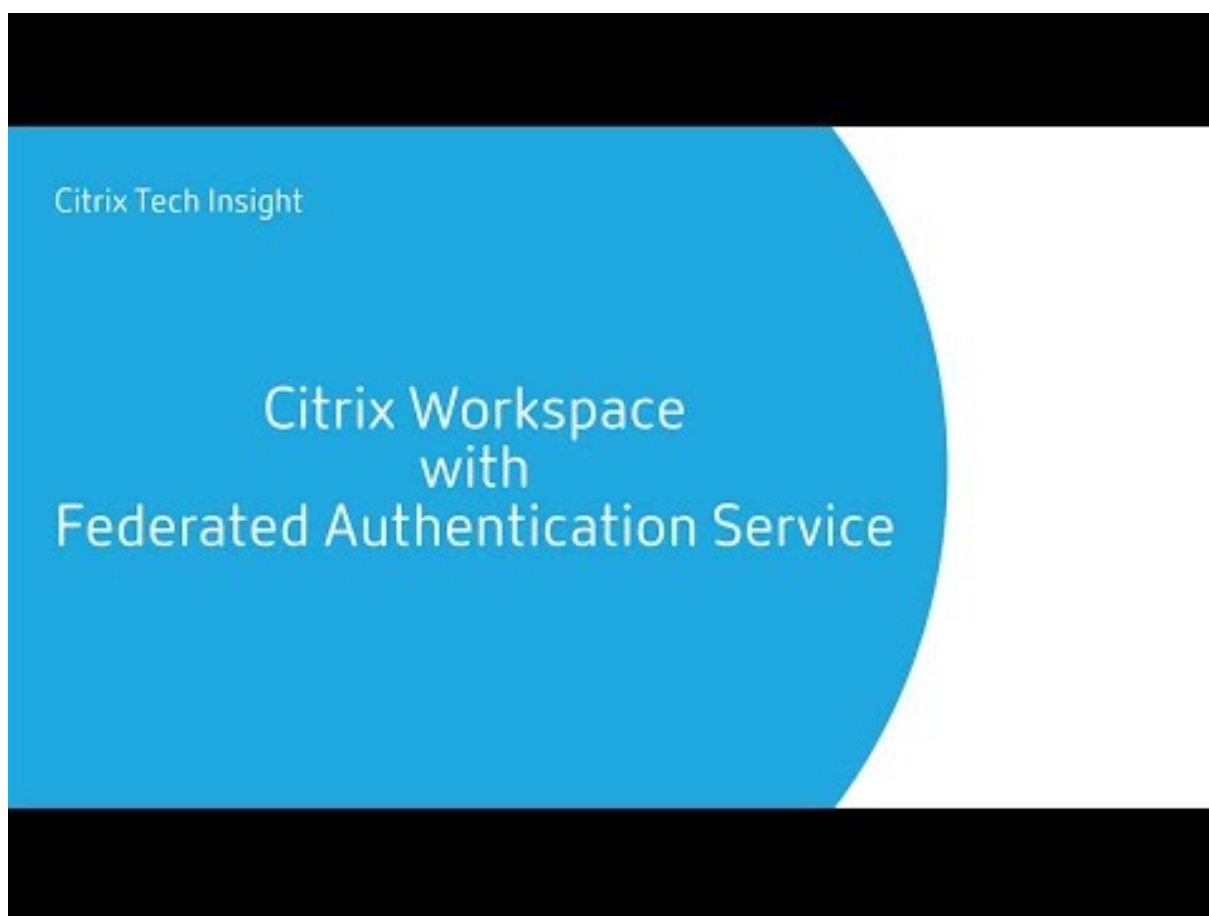 Citrix Tech Insight
Citrix Workspace
with
Federated Authentication Service